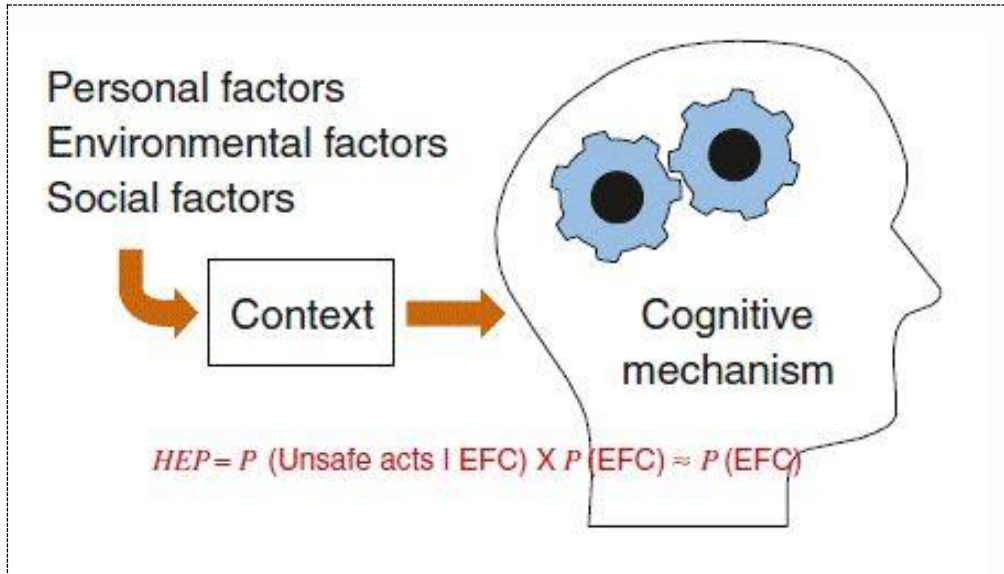 Personal factors
Environmental factors
Social factors
Context
Cognitive
mechanism
HEP = P (Unsafe acts | EFC) X P (EFC) ≈ P (EFC)